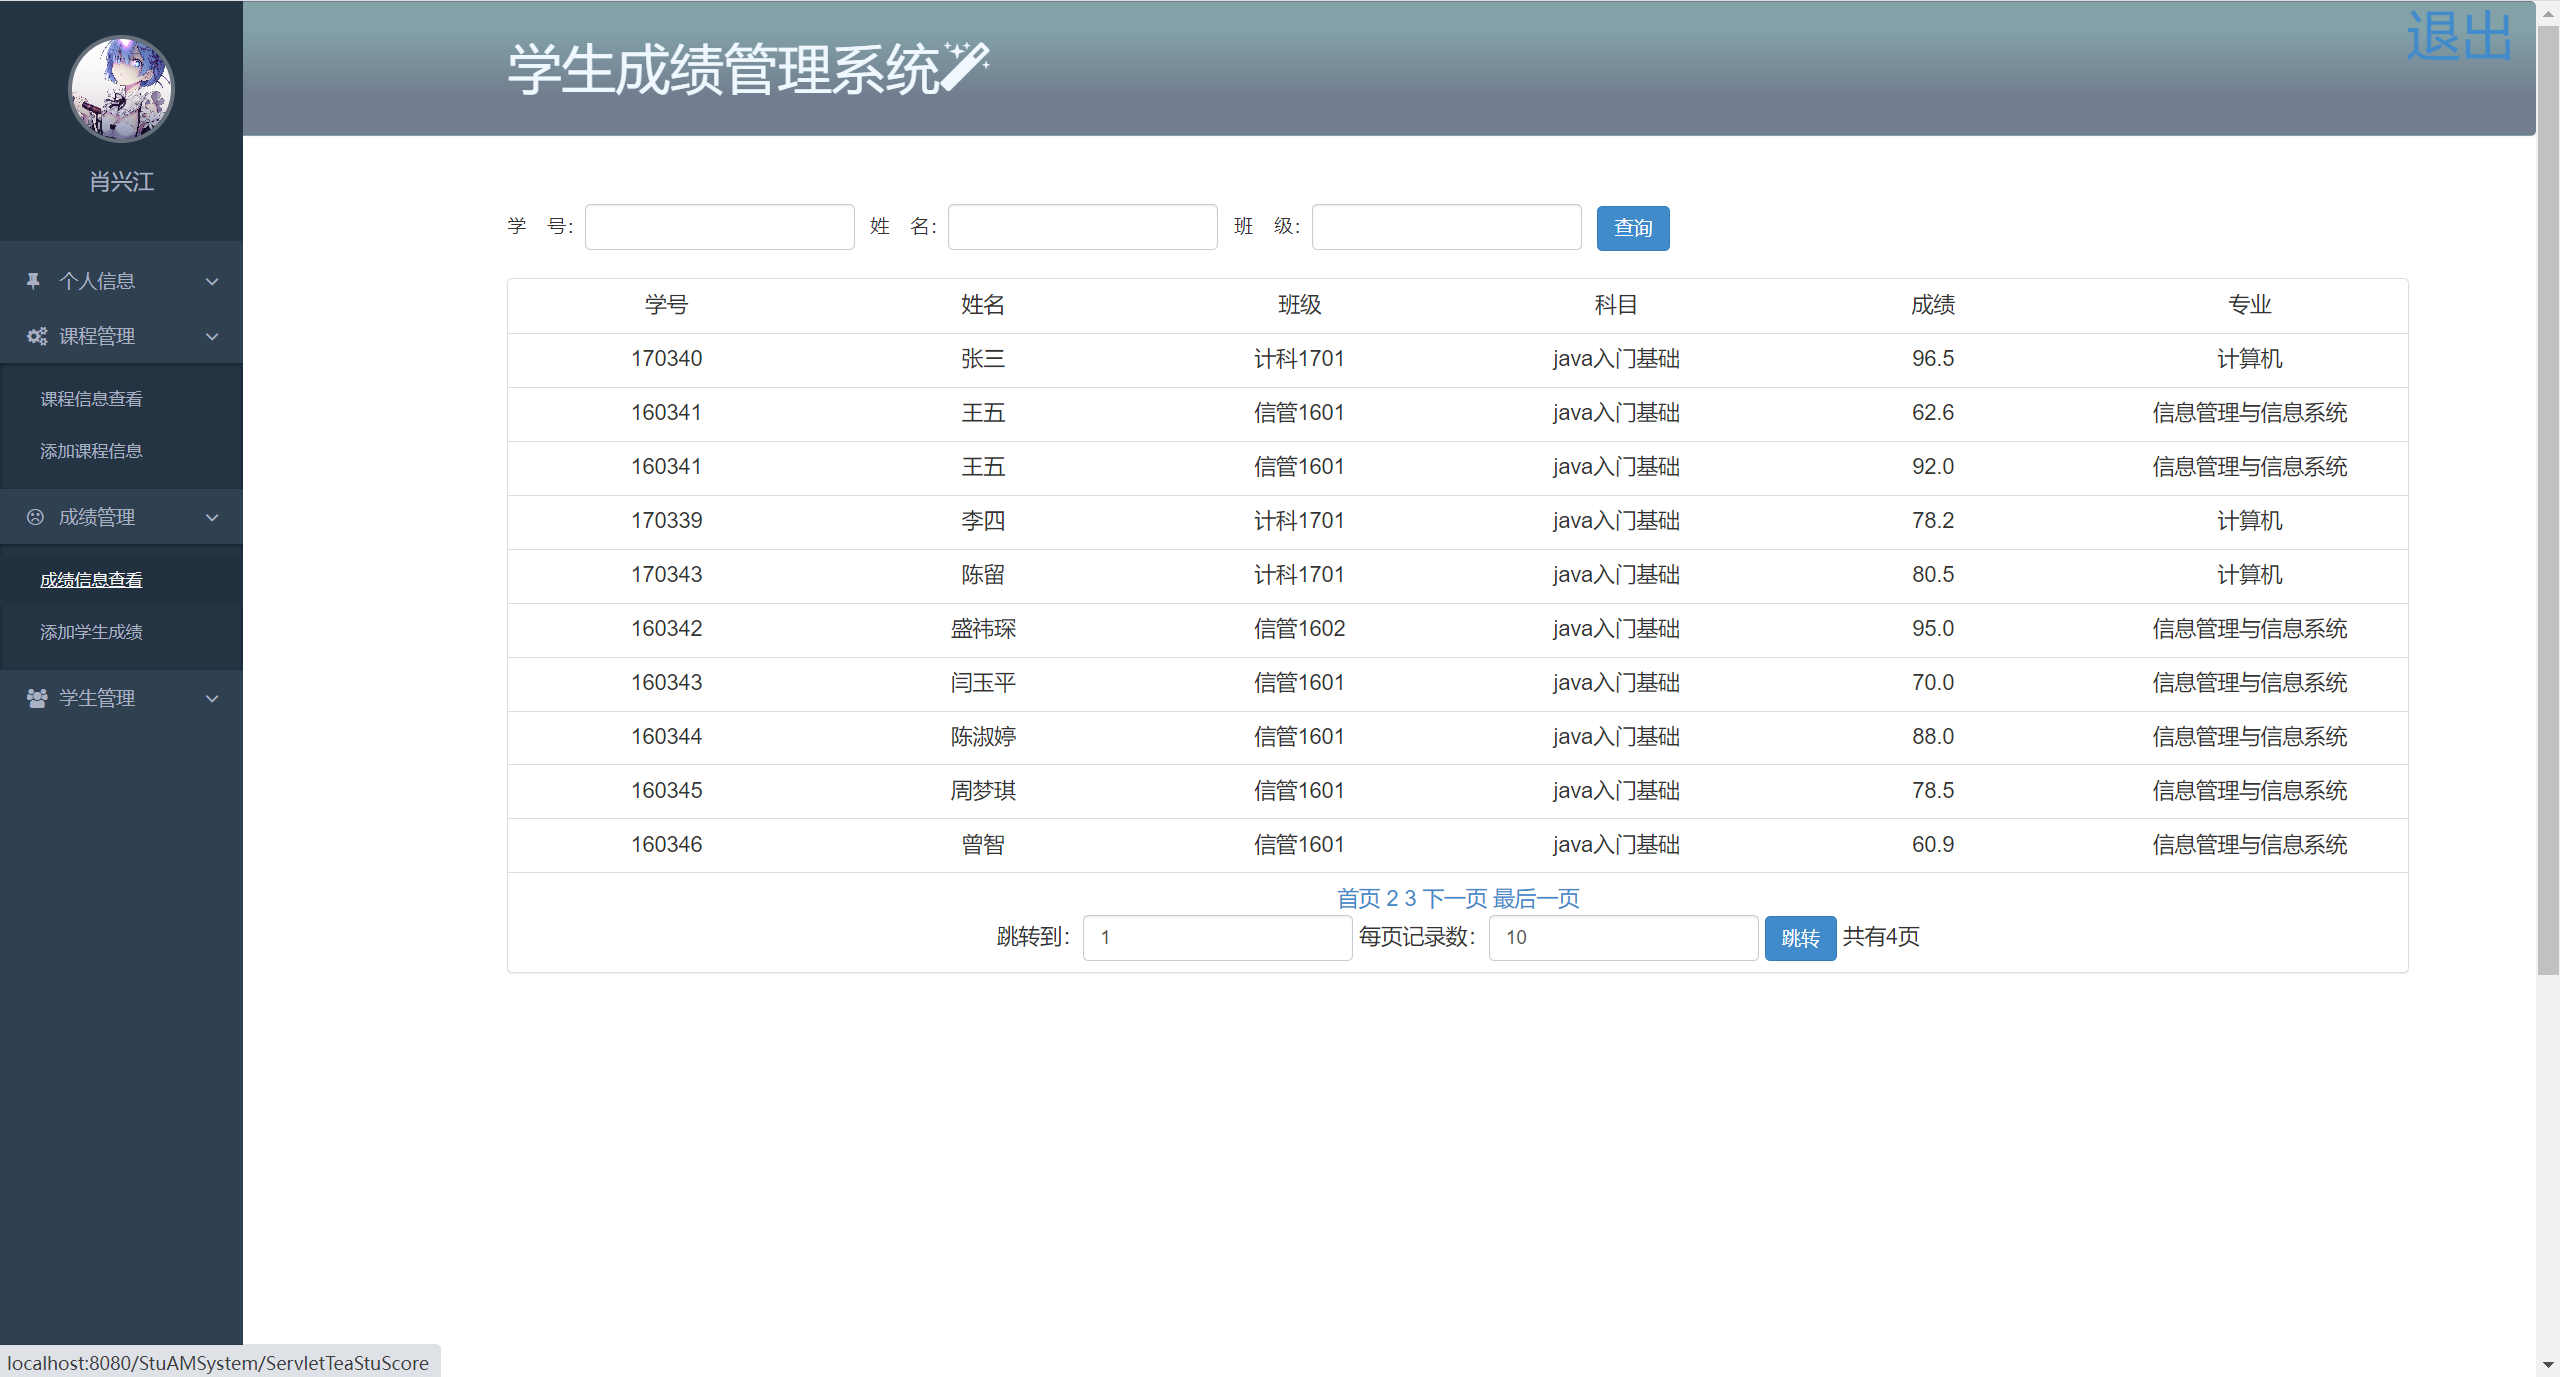 学生成绩管理系统
退出
肖兴江
个人信息
课程管理
课程信息查看
添加课程信息
成绩管理
成绩信息查看
添加学生成绩
学生管理
学 号： 姓 名： 班 级： 查询
学号 姓名 班级 科目 成绩 专业
170340 张三 计科1701 java入门基础 96.5 计算机
160341 王五 信管1601 java入门基础 62.6 信息管理与信息系统
160341 王五 信管1601 java入门基础 92.0 信息管理与信息系统
170339 李四 计科1701 java入门基础 78.2 计算机
170343 陈留 计科1701 java入门基础 80.5 计算机
160342 盛祎琛 信管1602 java入门基础 95.0 信息管理与信息系统
160343 闫玉平 信管1601 java入门基础 70.0 信息管理与信息系统
160344 陈淑婷 信管1601 java入门基础 88.0 信息管理与信息系统
160345 周梦琪 信管1601 java入门基础 78.5 信息管理与信息系统
160346 曾智 信管1601 java入门基础 60.9 信息管理与信息系统
首页 2 3 下一页 最后一页
跳转到： 1 每页记录数： 10 跳转 共有4页
localhost:8080/StuAMSystem/ServletTeaStuScore